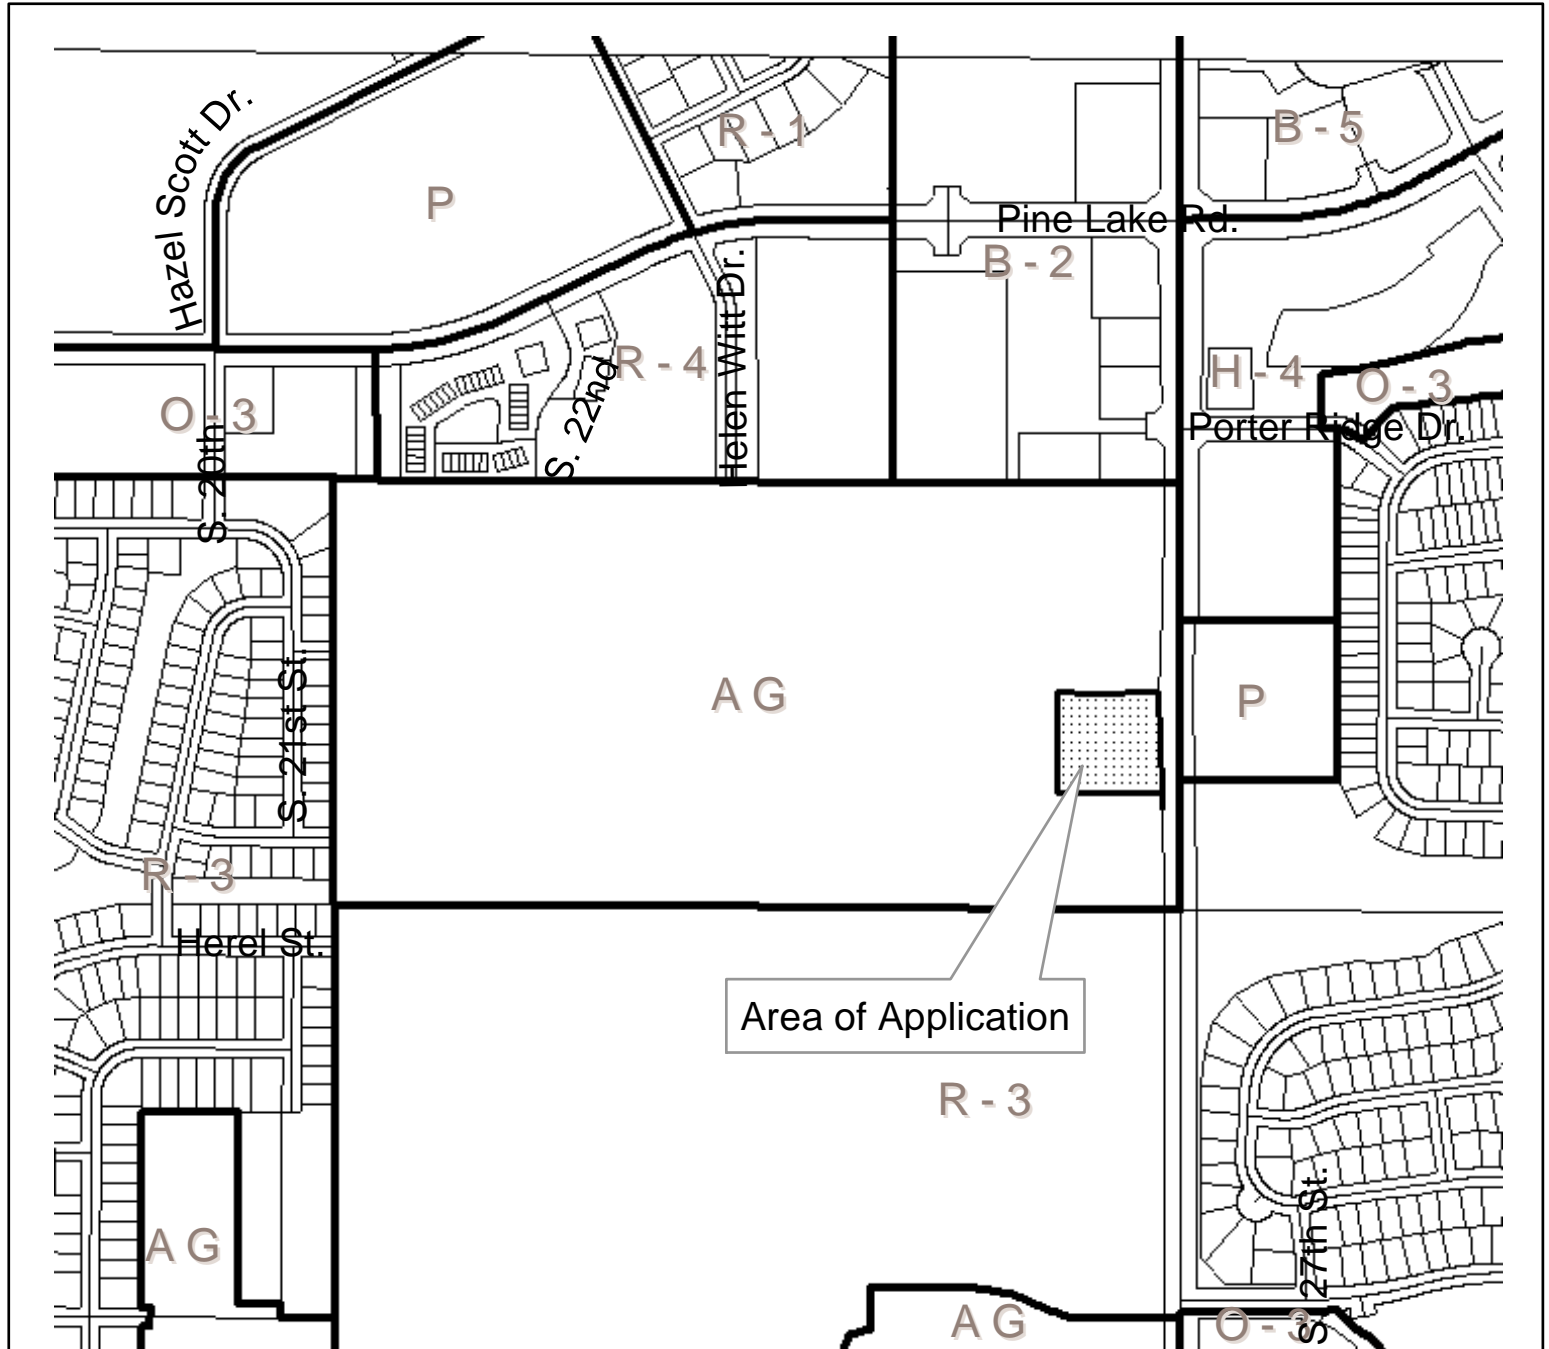 Hazel Scott Dr.
R - 1
B - 5
P
Pine Lake Rd.
B - 2
Helen Witt Dr.
R - 4
S. 22nd
H - 4
O - 3
O - 3
S. 20th
Porter Ridge Dr.
A G
P
S. 21st St.
R - 3
Herel St.
Area of Application
R - 3
A G
S. 27th St.
A G
O - 3